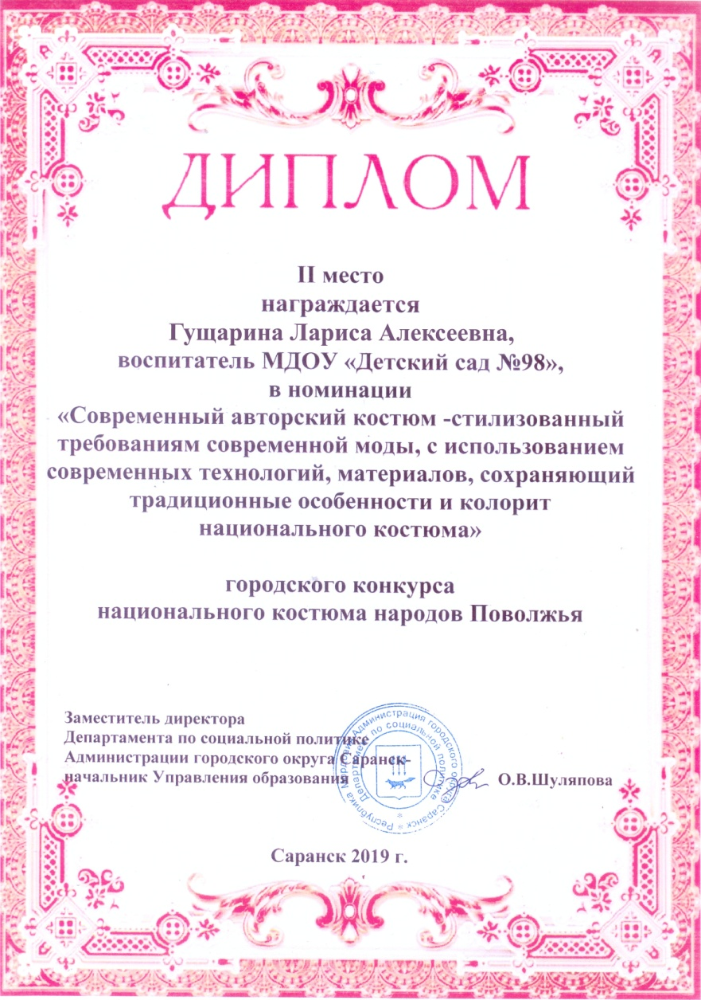 ДИПЛОМ
II место
награждается
Гущарина Лариса Алексеевна,
воспитатель МДОУ «Детский сад №98»,
в номинации
«Современный авторский костюм -стилизованный
требованиям современной моды, с использованием
современных технологий, материалов, сохраняющий
традиционные особенности и колорит
национального костюма»
городского конкурса
национального костюма народов Поволжья
Заместитель директора
Департамента по социальной политике
Администрации городского округа Саранск-
начальник Управления образования
О.В.Шуляпова
Республика Мордовия Администрация городского округа Саранск
Департамент по социальной политике
Саранск 2019 г.